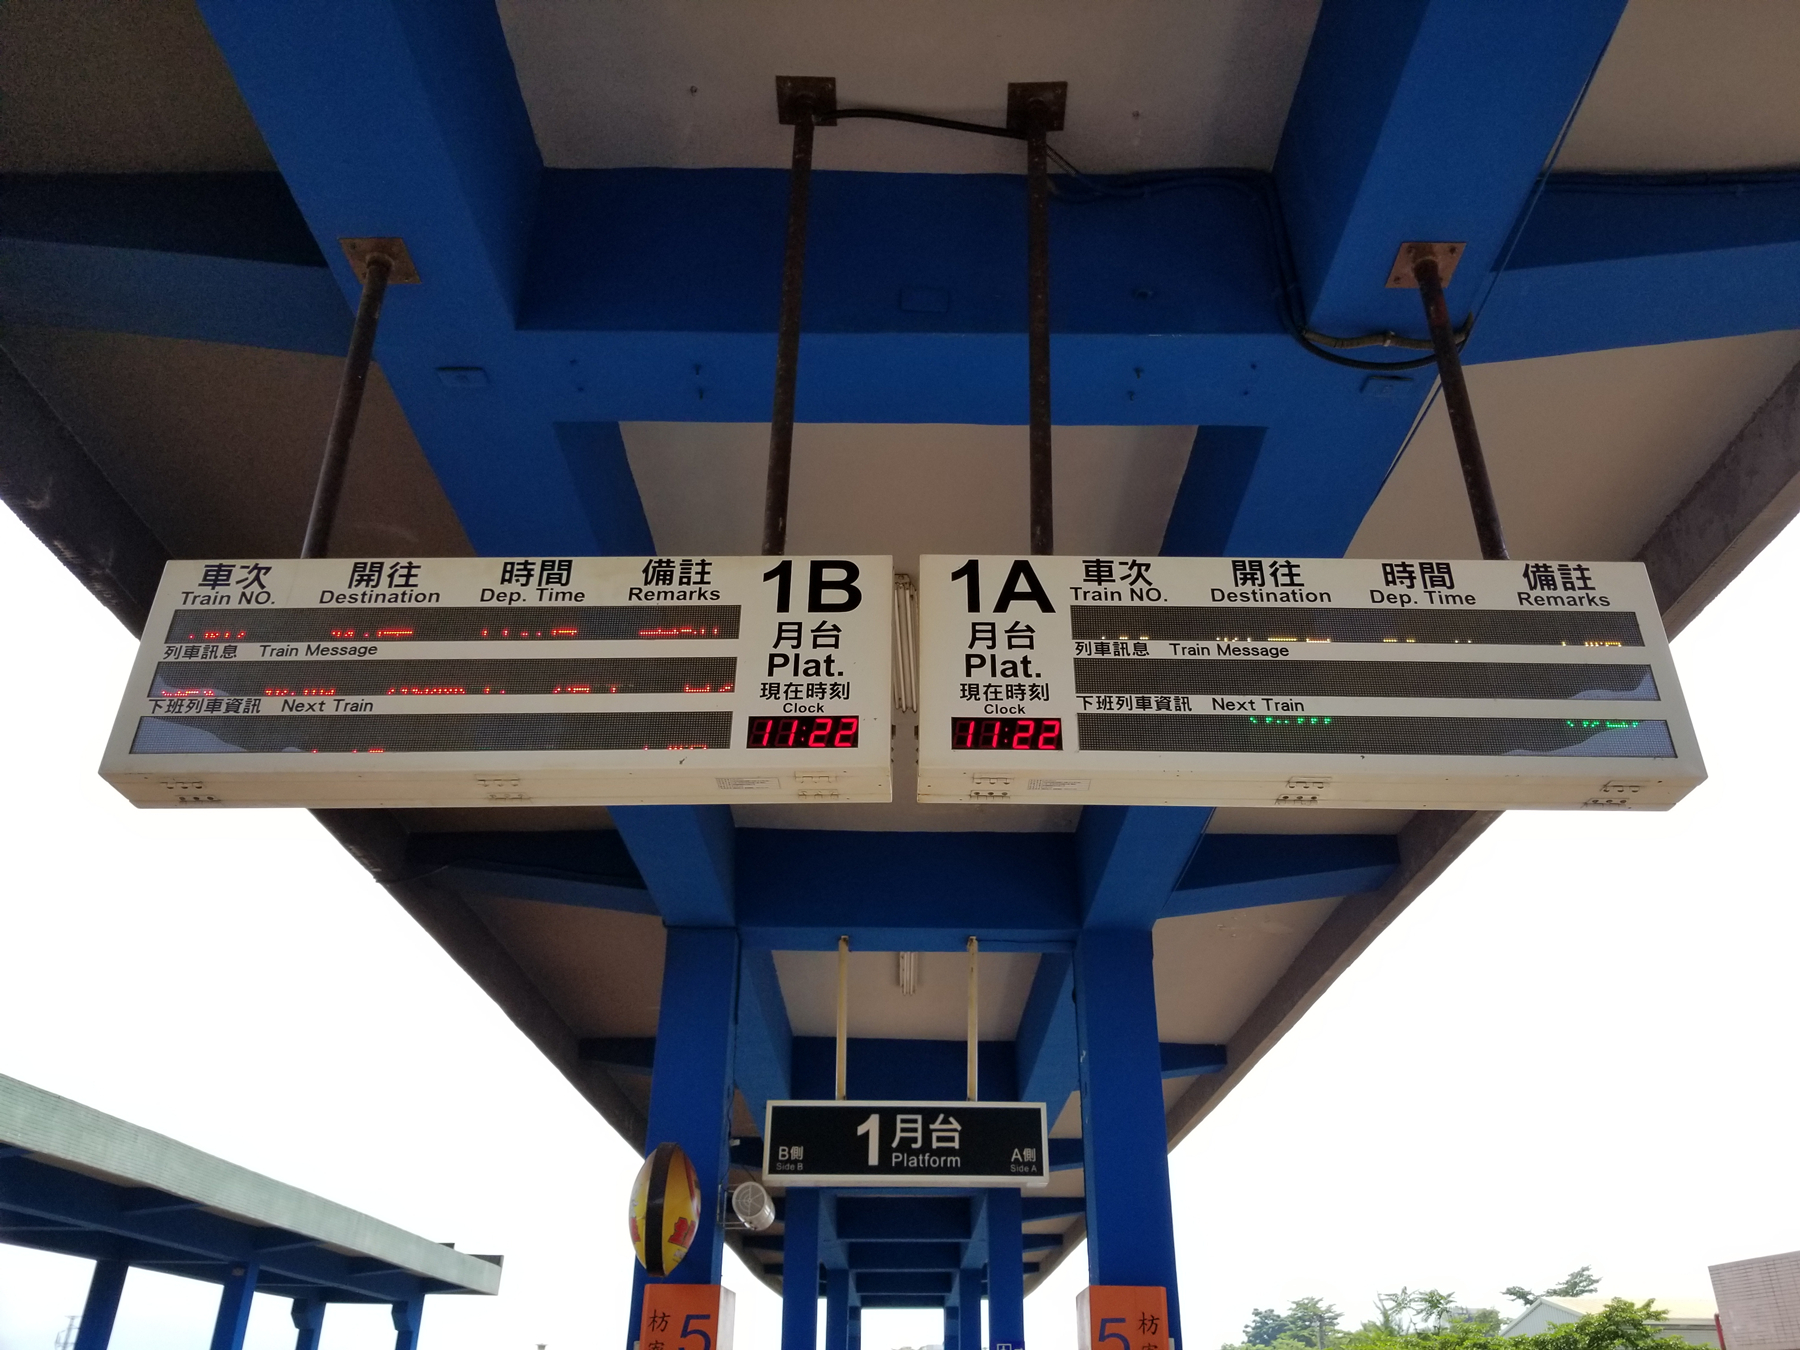 車次 開往 時間 備註
Train NO. Destination Dep. Time Remarks
列車訊息 Train Message
下班列車資訊 Next Train
1B
月台
Plat.
現在時刻
Clock
11:22
1A
月台
Plat.
現在時刻
Clock
11:22
車次 開往 時間 備註
Train NO. Destination Dep. Time Remarks
列車訊息 Train Message
下班列車資訊 Next Train
1 月台
Platform
B側
Side B
A側
Side A
枋 5
5 枋